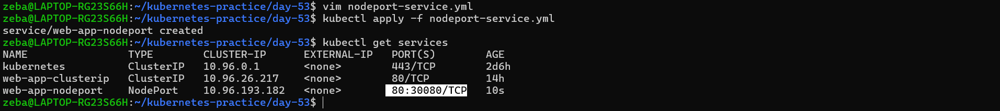 zeba@LAPTOP-RG23S66H:~/kubernetes-practice/day-53$ vim nodeport-service.yml
zeba@LAPTOP-RG23S66H:~/kubernetes-practice/day-53$ kubectl apply -f nodeport-service.yml
service/web-app-nodeport created
zeba@LAPTOP-RG23S66H:~/kubernetes-practice/day-53$ kubectl get services
NAME                TYPE        CLUSTER-IP      EXTERNAL-IP   PORT(S)        AGE
kubernetes          ClusterIP   10.96.0.1       <none>        443/TCP        2d6h
web-app-clusterip   ClusterIP   10.96.26.217    <none>        80/TCP         14h
web-app-nodeport    NodePort    10.96.193.182   <none>        80:30080/TCP   10s
zeba@LAPTOP-RG23S66H:~/kubernetes-practice/day-53$